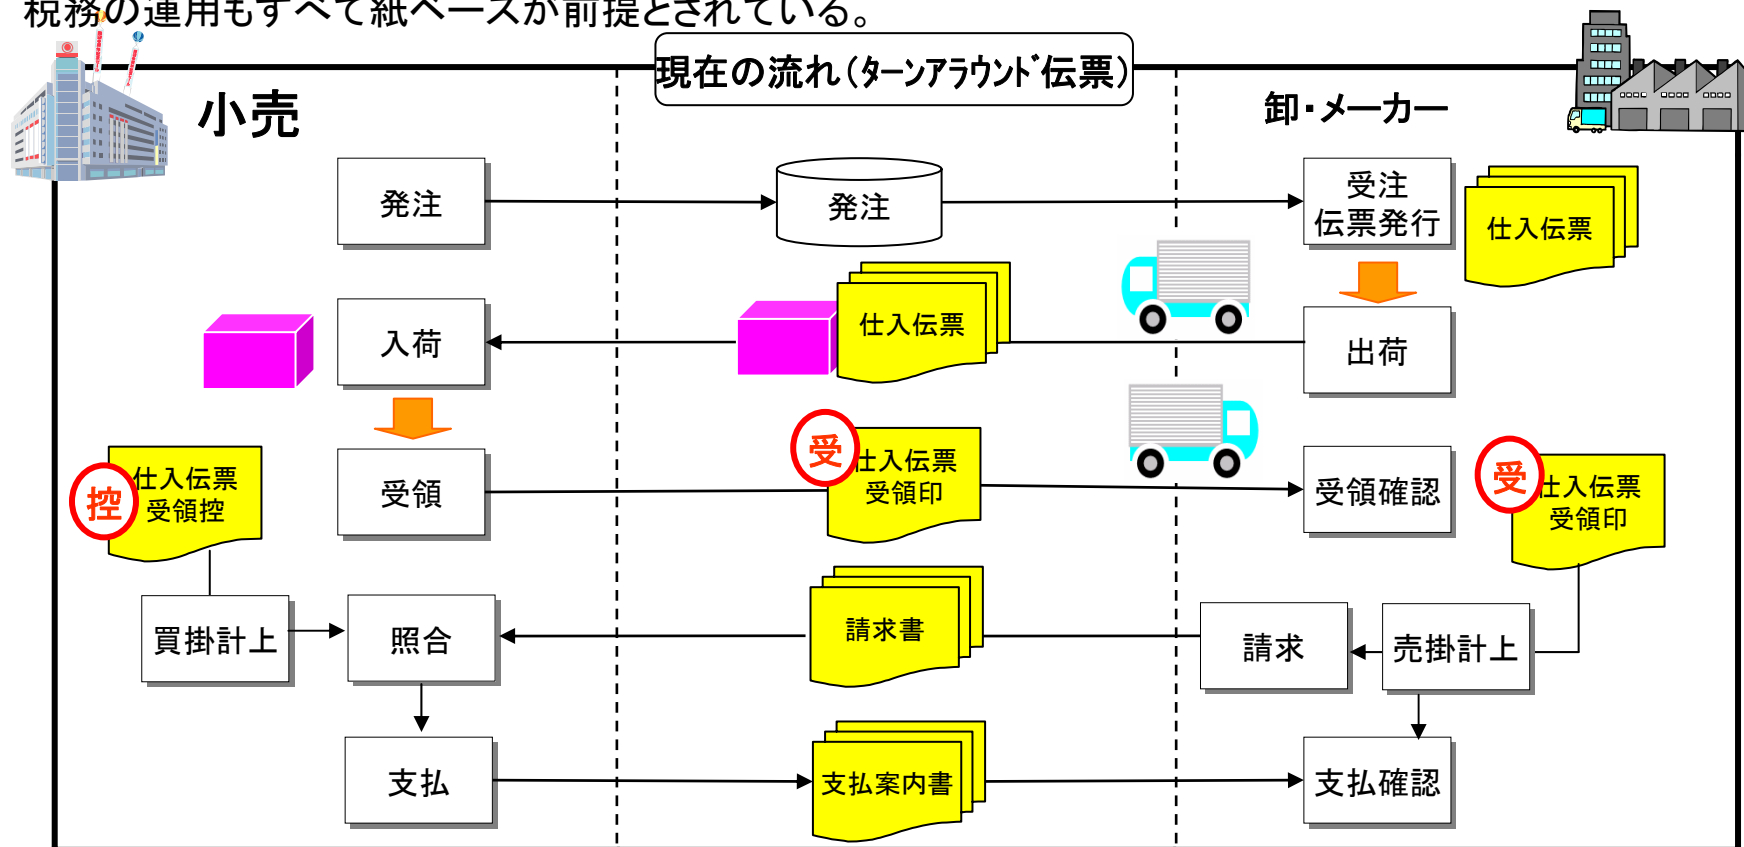 税務の運用もすべて紙ベースが前提とされている。
現在の流れ(ターンアラウンド伝票)
小売
卸・メーカー
発注
発注
受注
伝票発行
仕入伝票
入荷
仕入伝票
出荷
控
仕入伝票
受領控
受領
受
仕入伝票
受領印
受領確認
受
仕入伝票
受領印
買掛計上
照合
請求書
請求
売掛計上
支払
支払案内書
支払確認